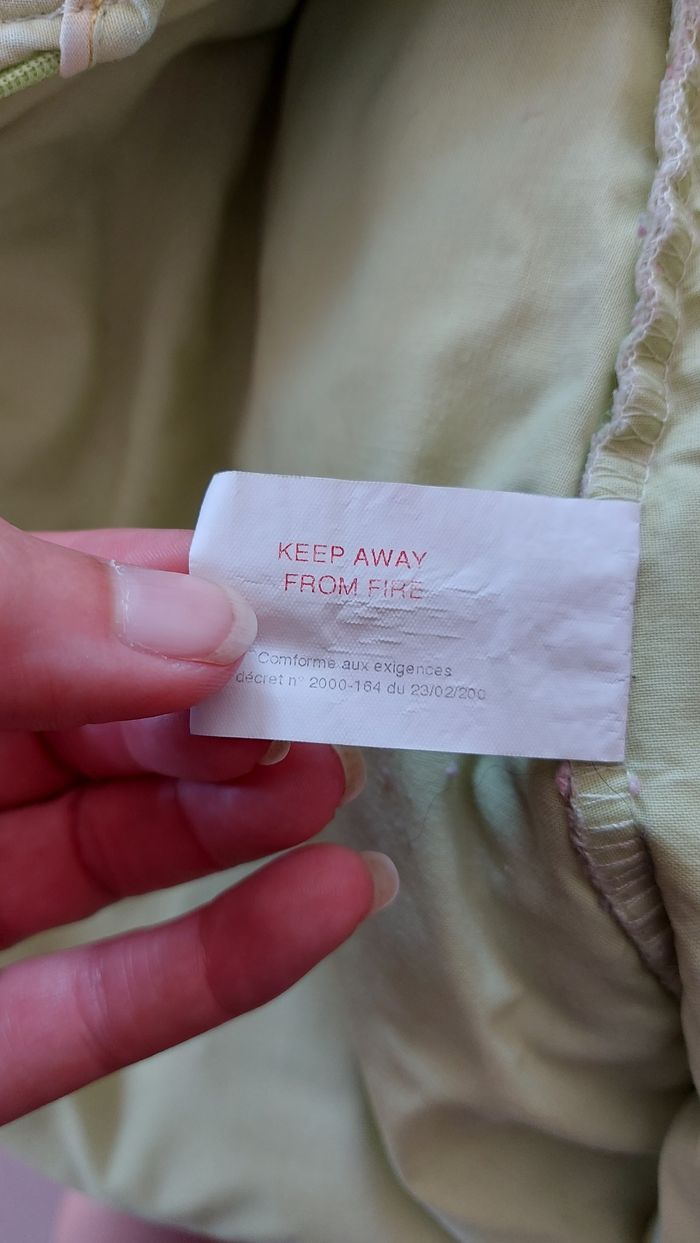 KEEP AWAY
FROM FIRE
Comforme aux exigences
décret n° 2000-164 du 23/02/200